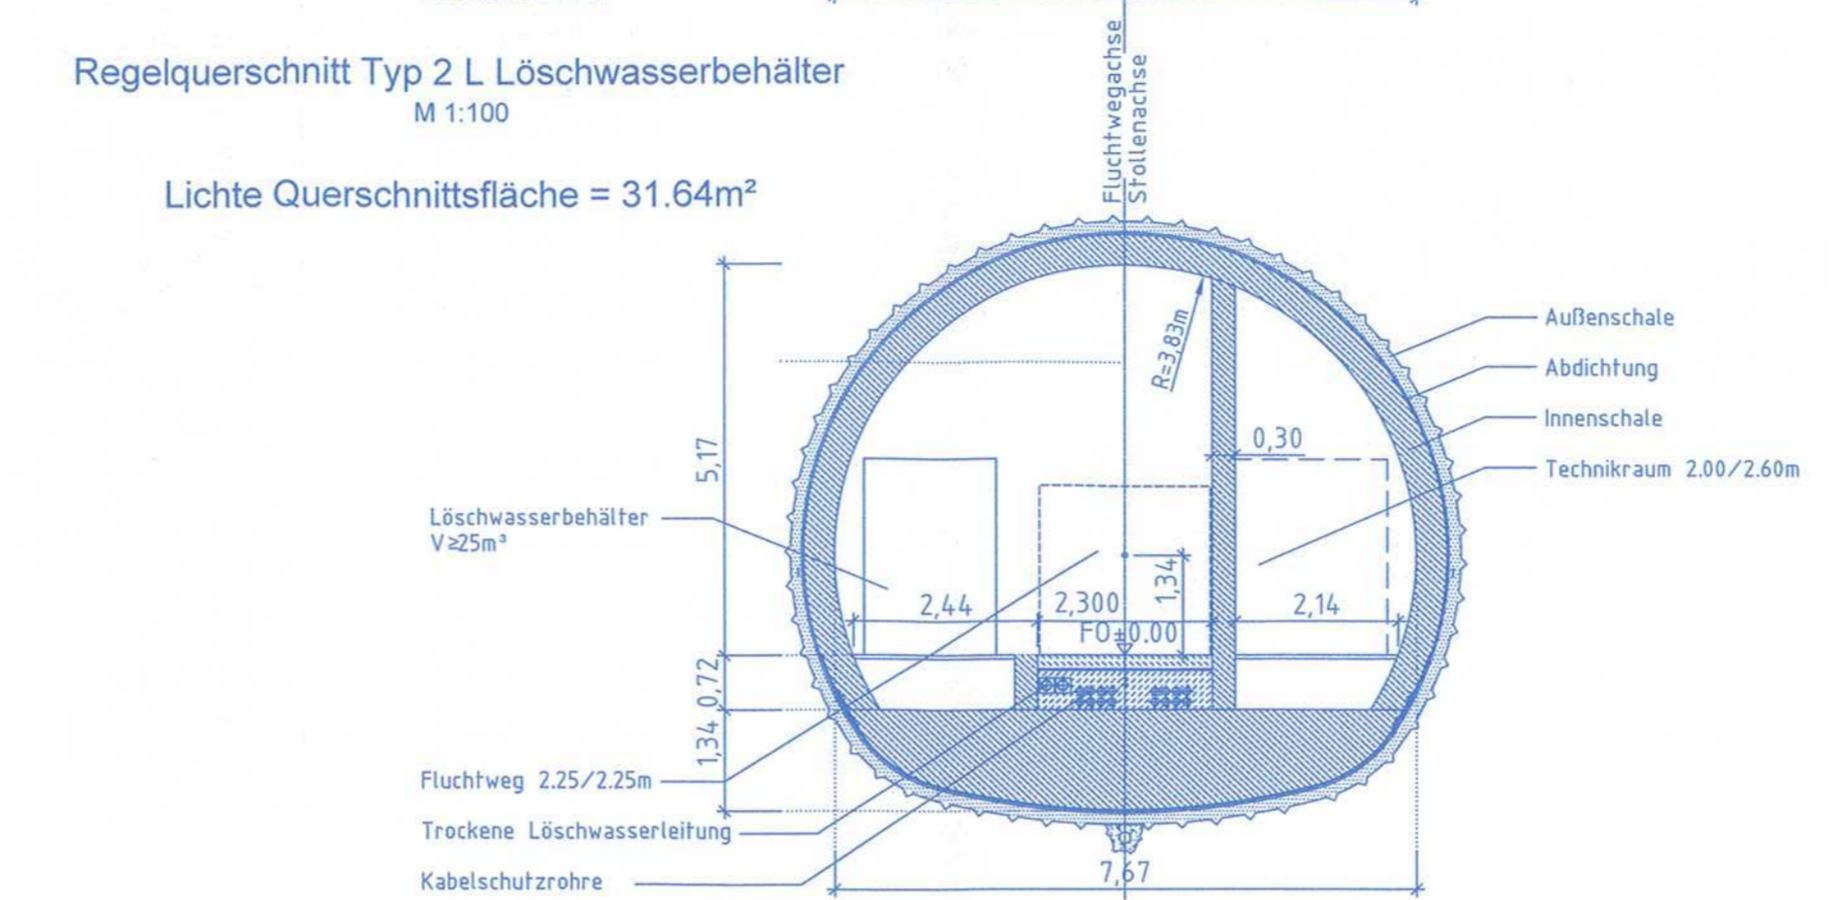 Regelquerschnitt Typ 2 L Löschwasserbehälter
M 1:100
Lichte Querschnittsfläche = 31.64m²
Fluchtwegachse
Stollenachse
R=3,83m
Außenschale
Abdichtung
Innenschale
Technikraum 2.00/2.60m
0,30
5,17
Löschwasserbehälter
V≥25m³
2,44
2,300
1,34
2,14
FO±0.00
0,72
1,34
Fluchtweg 2.25/2.25m
Trockene Löschwasserleitung
Kabelschutzrohre
7,67